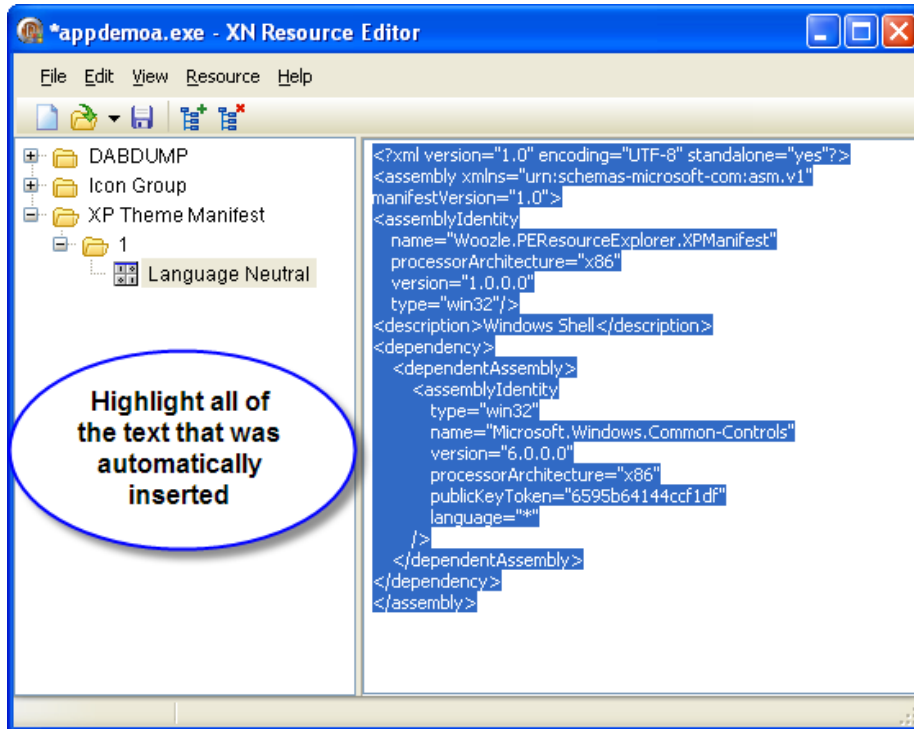 *appdemoa.exe - XN Resource Editor
File Edit View Resource Help
DABDUMP
Icon Group
XP Theme Manifest
1
Language Neutral
Highlight all of
the text that was
automatically
inserted
<?xml version="1.0" encoding="UTF-8" standalone="yes"?>
<assembly xmlns="urn:schemas-microsoft-com:asm.v1"
manifestVersion="1.0">
<assemblyIdentity
name="Woozle.PEResourceExplorer.XPManifest"
processorArchitecture="x86"
version="1.0.0.0"
type="win32"/>
<description>Windows Shell</description>
<dependency>
<dependentAssembly>
<assemblyIdentity
type="win32"
name="Microsoft.Windows.Common-Controls"
version="6.0.0.0"
processorArchitecture="x86"
publicKeyToken="6595b64144ccf1df"
language="*"
/>
</dependentAssembly>
</dependency>
</assembly>